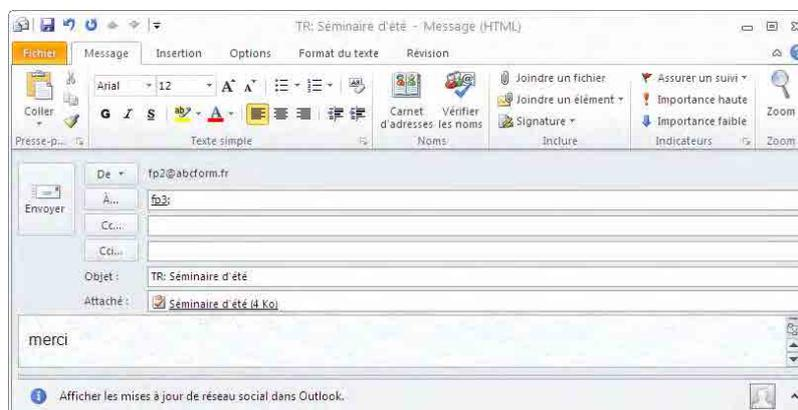 TR: Séminaire d'été - Message (HTML)
Fichier Message Insertion Options Format du texte Révision
Coller
Presse-p...
Arial 12
G I S
Texte simple
Carnet d'adresses
Vérifier les noms
Noms
Joindre un fichier
Joindre un élément
Signature
Inclure
Assurer un suivi
Importance haute
Importance faible
Indicateurs
Zoom
Zoom
Envoyer
De fp2@abcform.fr
À... fp3;
Cc...
Cci...
Objet : TR: Séminaire d'été
Attaché : Séminaire d'été (4 Ko)
merci
Afficher les mises à jour de réseau social dans Outlook.